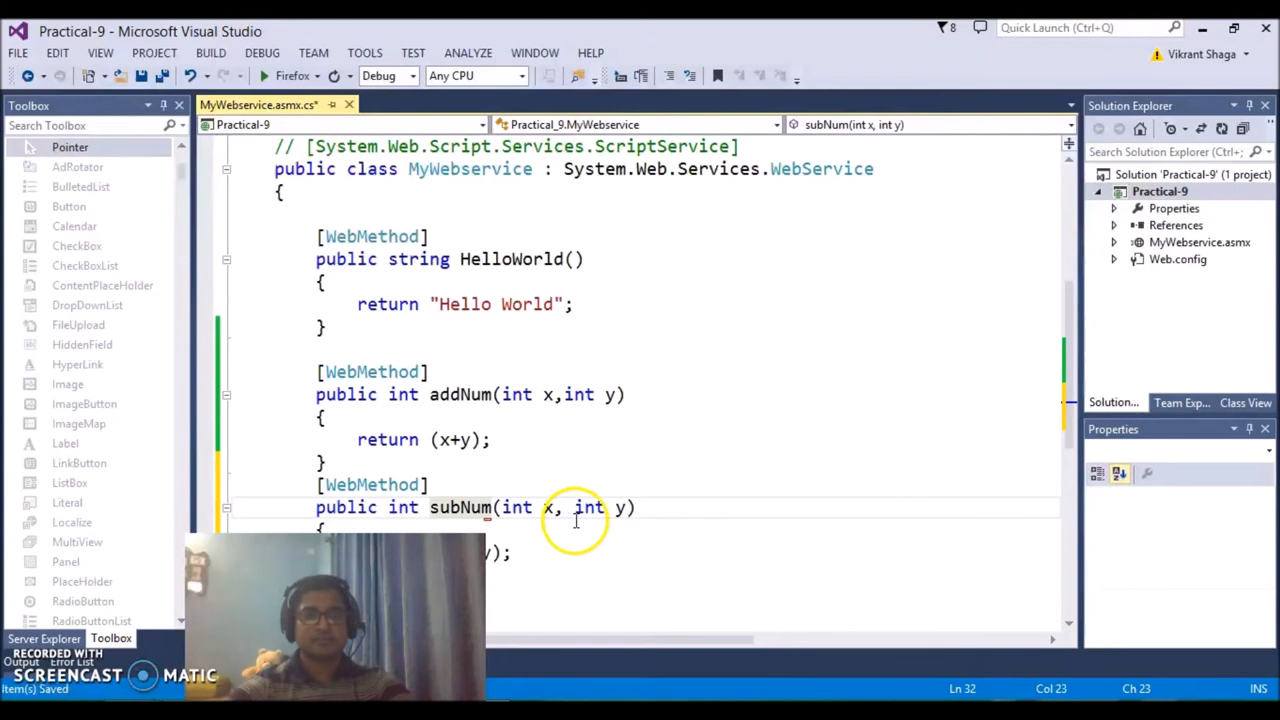 Practical-9 - Microsoft Visual Studio
8
Quick Launch (Ctrl+Q)
FILE EDIT VIEW PROJECT BUILD DEBUG TEAM TOOLS TEST ANALYZE WINDOW HELP
Vikrant Shaga
Firefox Debug Any CPU
Toolbox
Search Toolbox
Pointer
AdRotator
BulletedList
Button
Calendar
CheckBox
CheckBoxList
ContentPlaceHolder
DropDownList
FileUpload
HiddenField
HyperLink
Image
ImageButton
ImageMap
Label
LinkButton
ListBox
ListView
Literal
Localize
MultiView
Panel
PlaceHolder
RadioButton
RadioButtonList
Server Explorer Toolbox
MyWebservice.asmx.cs*
Practical-9 Practical_9.MyWebservice subNum(int x, int y)
// [System.Web.Script.Services.ScriptService]
public class MyWebservice : System.Web.Services.WebService
{
[WebMethod]
public string HelloWorld()
{
return "Hello World";
}
[WebMethod]
public int addNum(int x,int y)
{
return (x+y);
}
[WebMethod]
public int subNum(int x, int y)
{
y);
Solution Explorer
Search Solution Explorer (Ctrl+;
Solution 'Practical-9' (1 project)
Practical-9
Properties
References
MyWebservice.asmx
Web.config
Solution... Team Exp... Class View
Properties
Output Error List
RECORDED WITH
SCREENCAST MATIC
Item(s) Saved
Ln 32 Col 23 Ch 23 INS